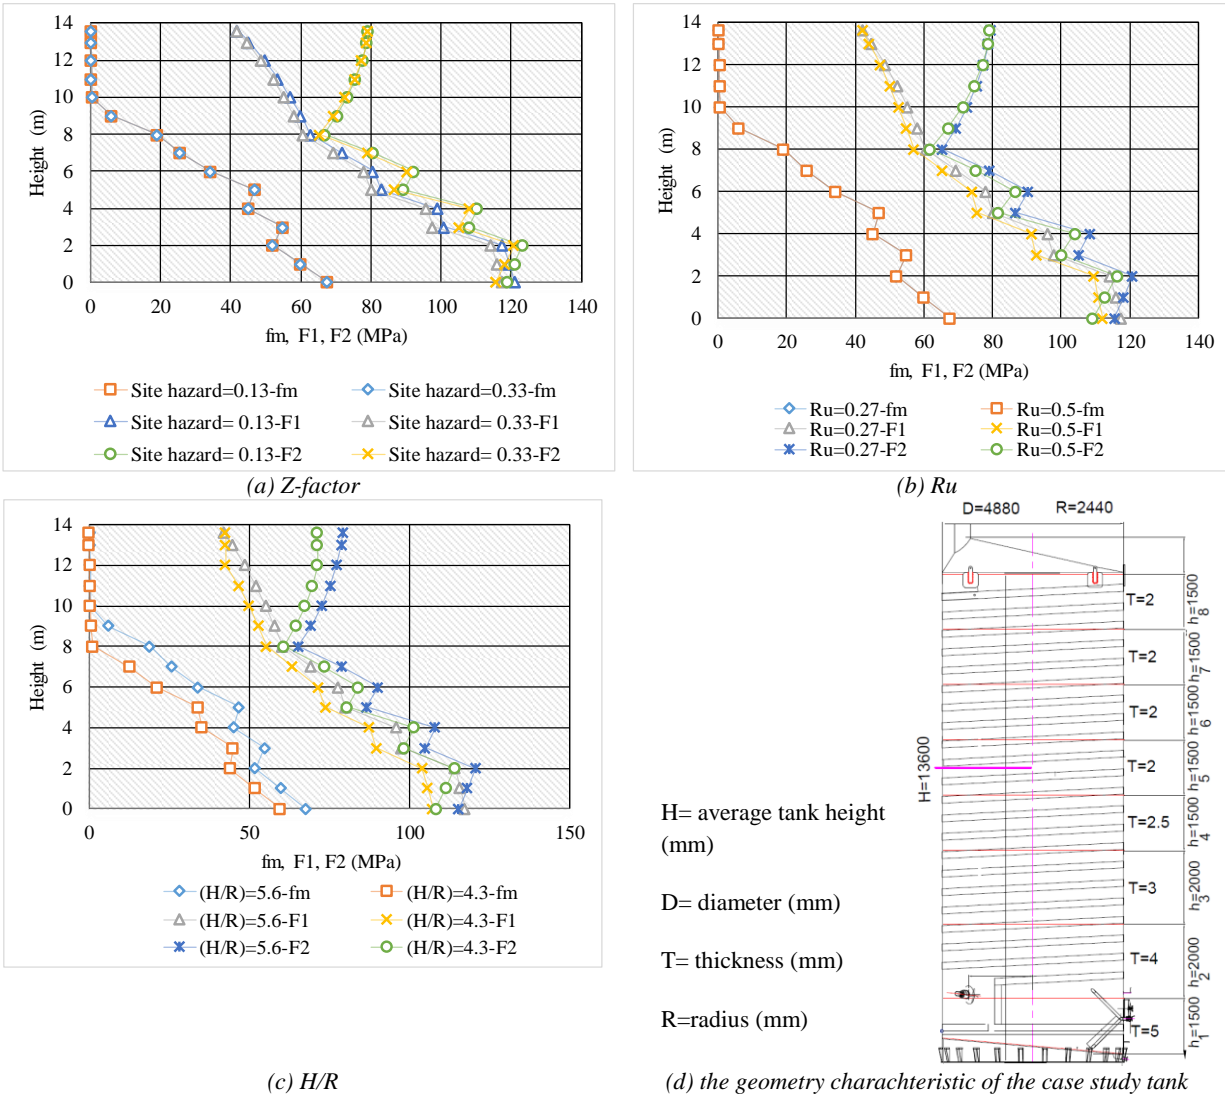 14
12
10
8
6
4
2
0
Height (m)
0 20 40 60 80 100 120 140
fm, F1, F2 (MPa)
Site hazard=0.13-fm
Site hazard=0.33-fm
Site hazard= 0.13-F1
Site hazard= 0.33-F1
Site hazard= 0.13-F2
Site hazard= 0.33-F2
(a) Z-factor
14
12
10
8
6
4
2
0
Height (m)
0 20 40 60 80 100 120 140
fm, F1, F2 (MPa)
Ru=0.27-fm
Ru=0.5-fm
Ru=0.27-F1
Ru=0.5-F1
Ru=0.27-F2
Ru=0.5-F2
(b) Ru
14
12
10
8
6
4
2
0
Height (m)
0 50 100 150
fm, F1, F2 (MPa)
(H/R)=5.6-fm
(H/R)=4.3-fm
(H/R)=5.6-F1
(H/R)=4.3-F1
(H/R)=5.6-F2
(H/R)=4.3-F2
(c) H/R
D=4880 R=2440
H=13600
T=2
T=2
T=2
T=2
T=2.5
T=3
T=4
T=5
h8=1500
h7=1500
h6=1500
h5=1500
h4=1500
h3=2000
h2=2000
h1=1500
H= average tank height
(mm)
D= diameter (mm)
T= thickness (mm)
R=radius (mm)
(d) the geometry charachteristic of the case study tank